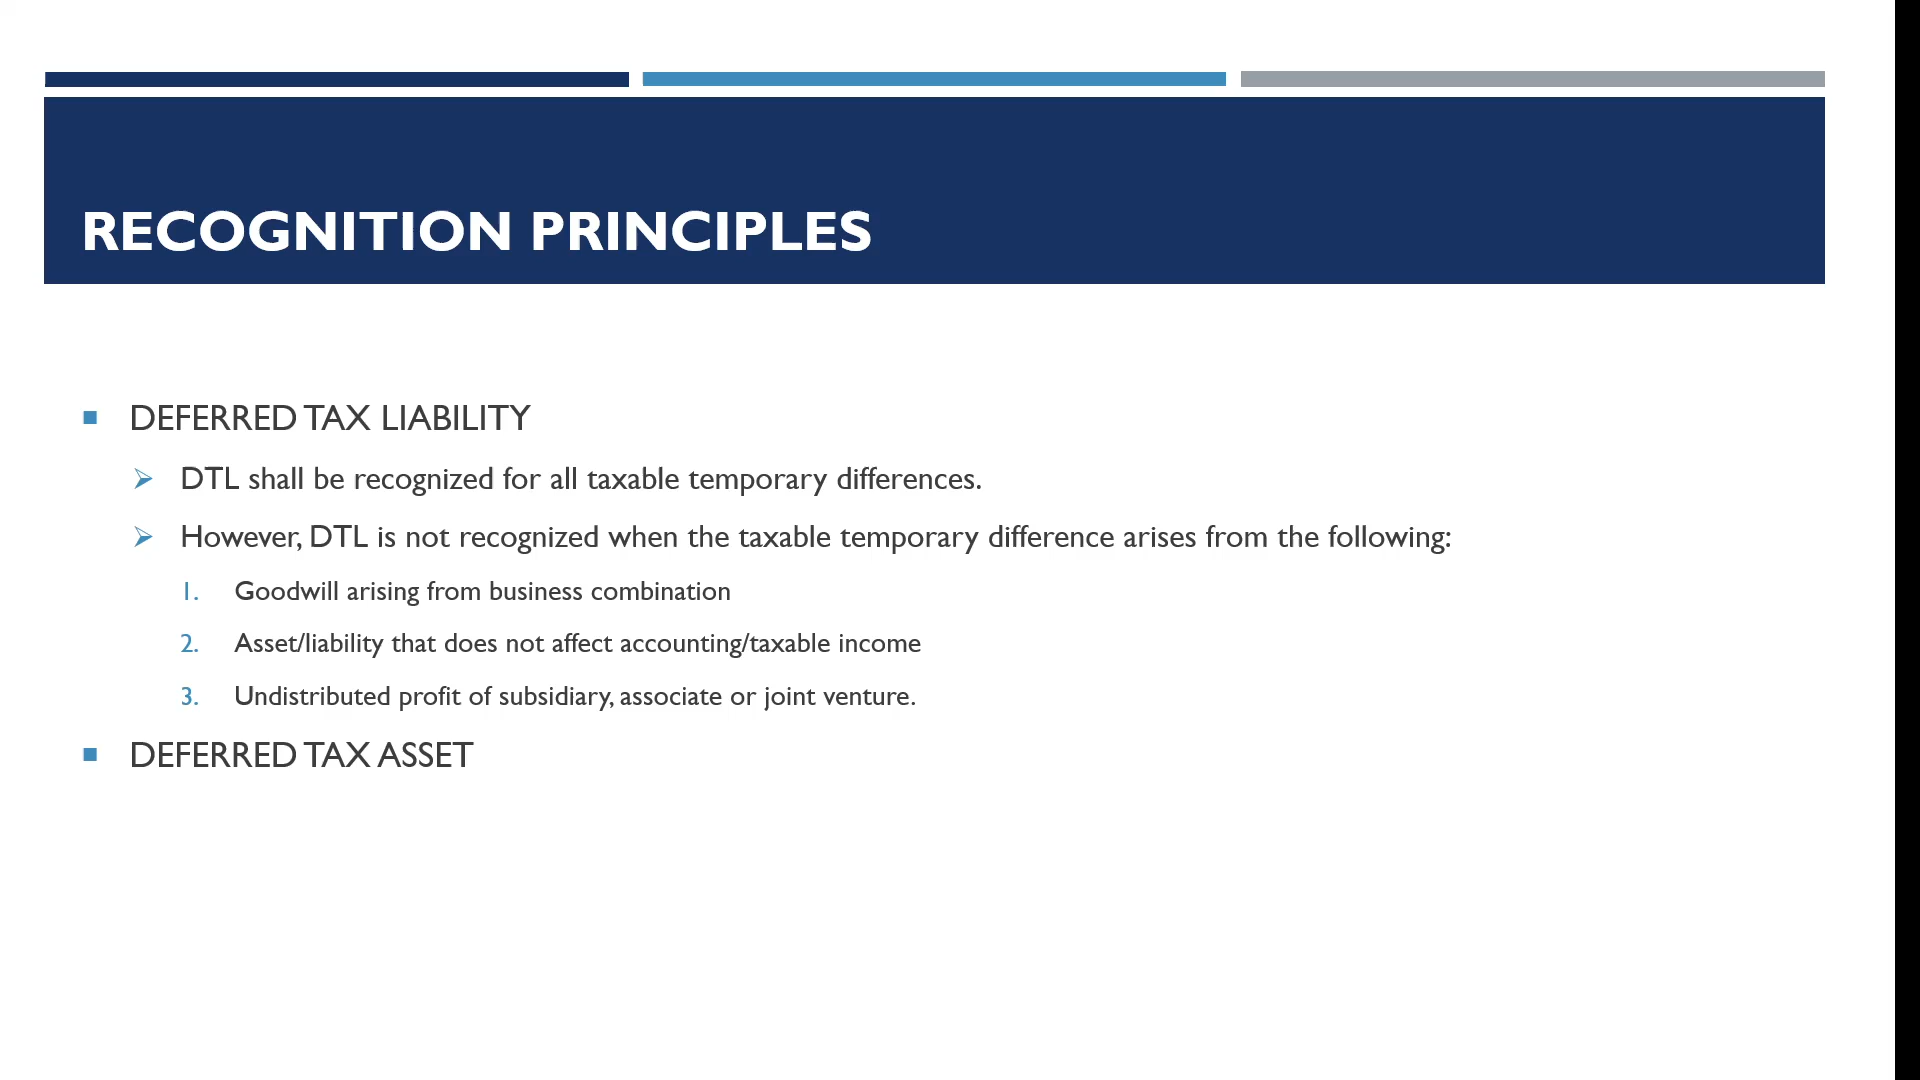 RECOGNITION PRINCIPLES
DEFERRED TAX LIABILITY
DTL shall be recognized for all taxable temporary differences.
However, DTL is not recognized when the taxable temporary difference arises from the following:
1. Goodwill arising from business combination
2. Asset/liability that does not affect accounting/taxable income
3. Undistributed profit of subsidiary, associate or joint venture.
DEFERRED TAX ASSET